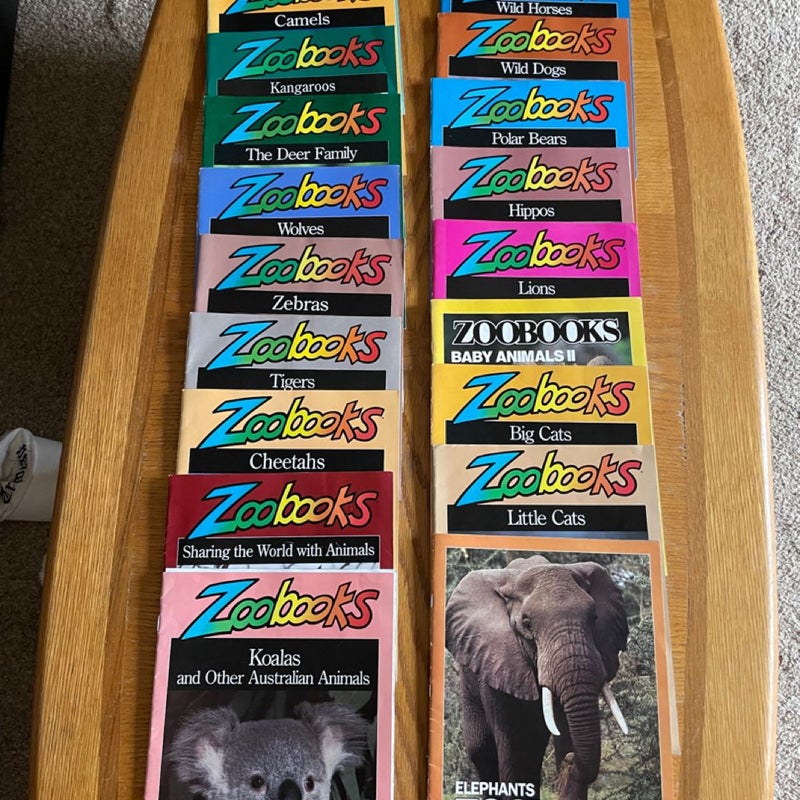 Zoobooks
Camels
Zoobooks
Kangaroos
Zoobooks
The Deer Family
Zoobooks
Wolves
Zoobooks
Zebras
Zoobooks
Tigers
Zoobooks
Cheetahs
Zoobooks
Sharing the World with Animals
Zoobooks
Koalas
and Other Australian Animals
Wild Horses
Zoobooks
Wild Dogs
Zoobooks
Polar Bears
Zoobooks
Hippos
Zoobooks
Lions
ZOOBOOKS
BABY ANIMALS II
Zoobooks
Big Cats
Zoobooks
Little Cats
ELEPHANTS